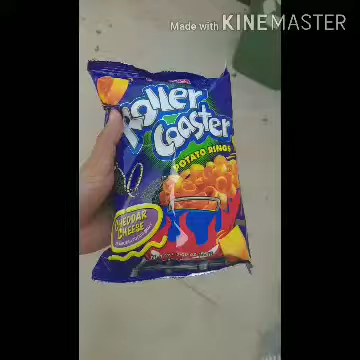 Made with KINEMASTER
Roller
Coaster
POTATO RINGS
CHEDDAR
CHEESE